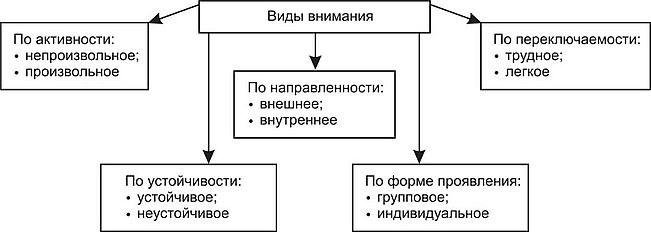 Виды внимания
По активности:
• непроизвольное;
• произвольное
По направленности:
• внешнее;
• внутреннее
По переключаемости:
• трудное;
• легкое
По устойчивости:
• устойчивое;
• неустойчивое
По форме проявления:
• групповое;
• индивидуальное